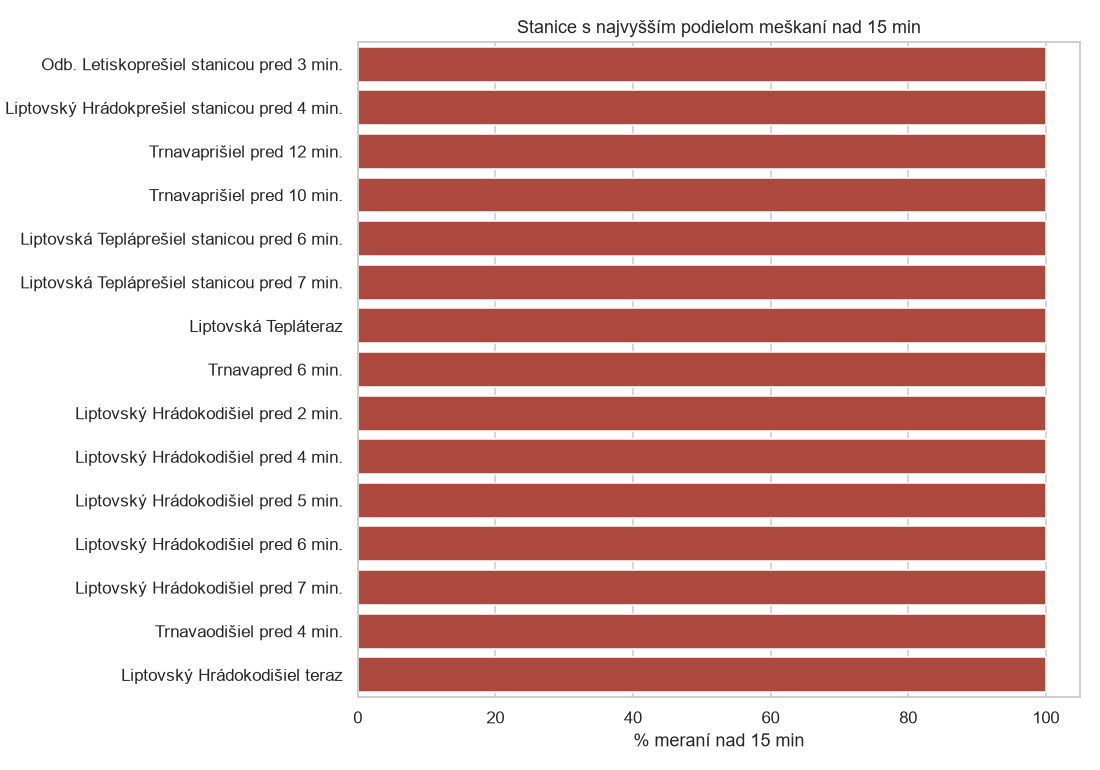 Stanice s najvyšším podielom meškaní nad 15 min
Odb. Letiskoprešiel stanicou pred 3 min.
Liptovský Hrádokprešiel stanicou pred 4 min.
Trnavaprišiel pred 12 min.
Trnavaprišiel pred 10 min.
Liptovská Tepláprešiel stanicou pred 6 min.
Liptovská Tepláprešiel stanicou pred 7 min.
Liptovská Tepláteraz
Trnavapred 6 min.
Liptovský Hrádokodišiel pred 2 min.
Liptovský Hrádokodišiel pred 4 min.
Liptovský Hrádokodišiel pred 5 min.
Liptovský Hrádokodišiel pred 6 min.
Liptovský Hrádokodišiel pred 7 min.
Trnavaodišiel pred 4 min.
Liptovský Hrádokodišiel teraz
0 20 40 60 80 100
% meraní nad 15 min